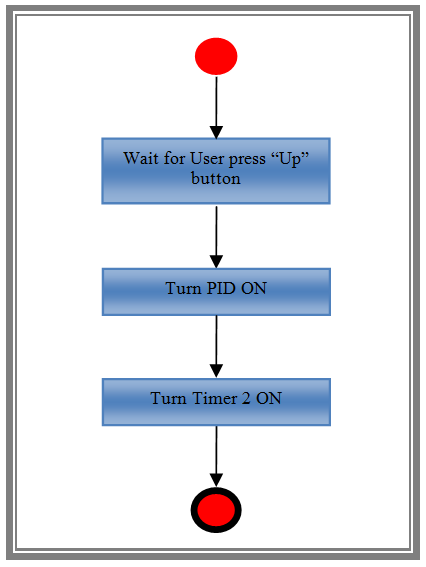 Wait for User press “Up”
button
Turn PID ON
Turn Timer 2 ON